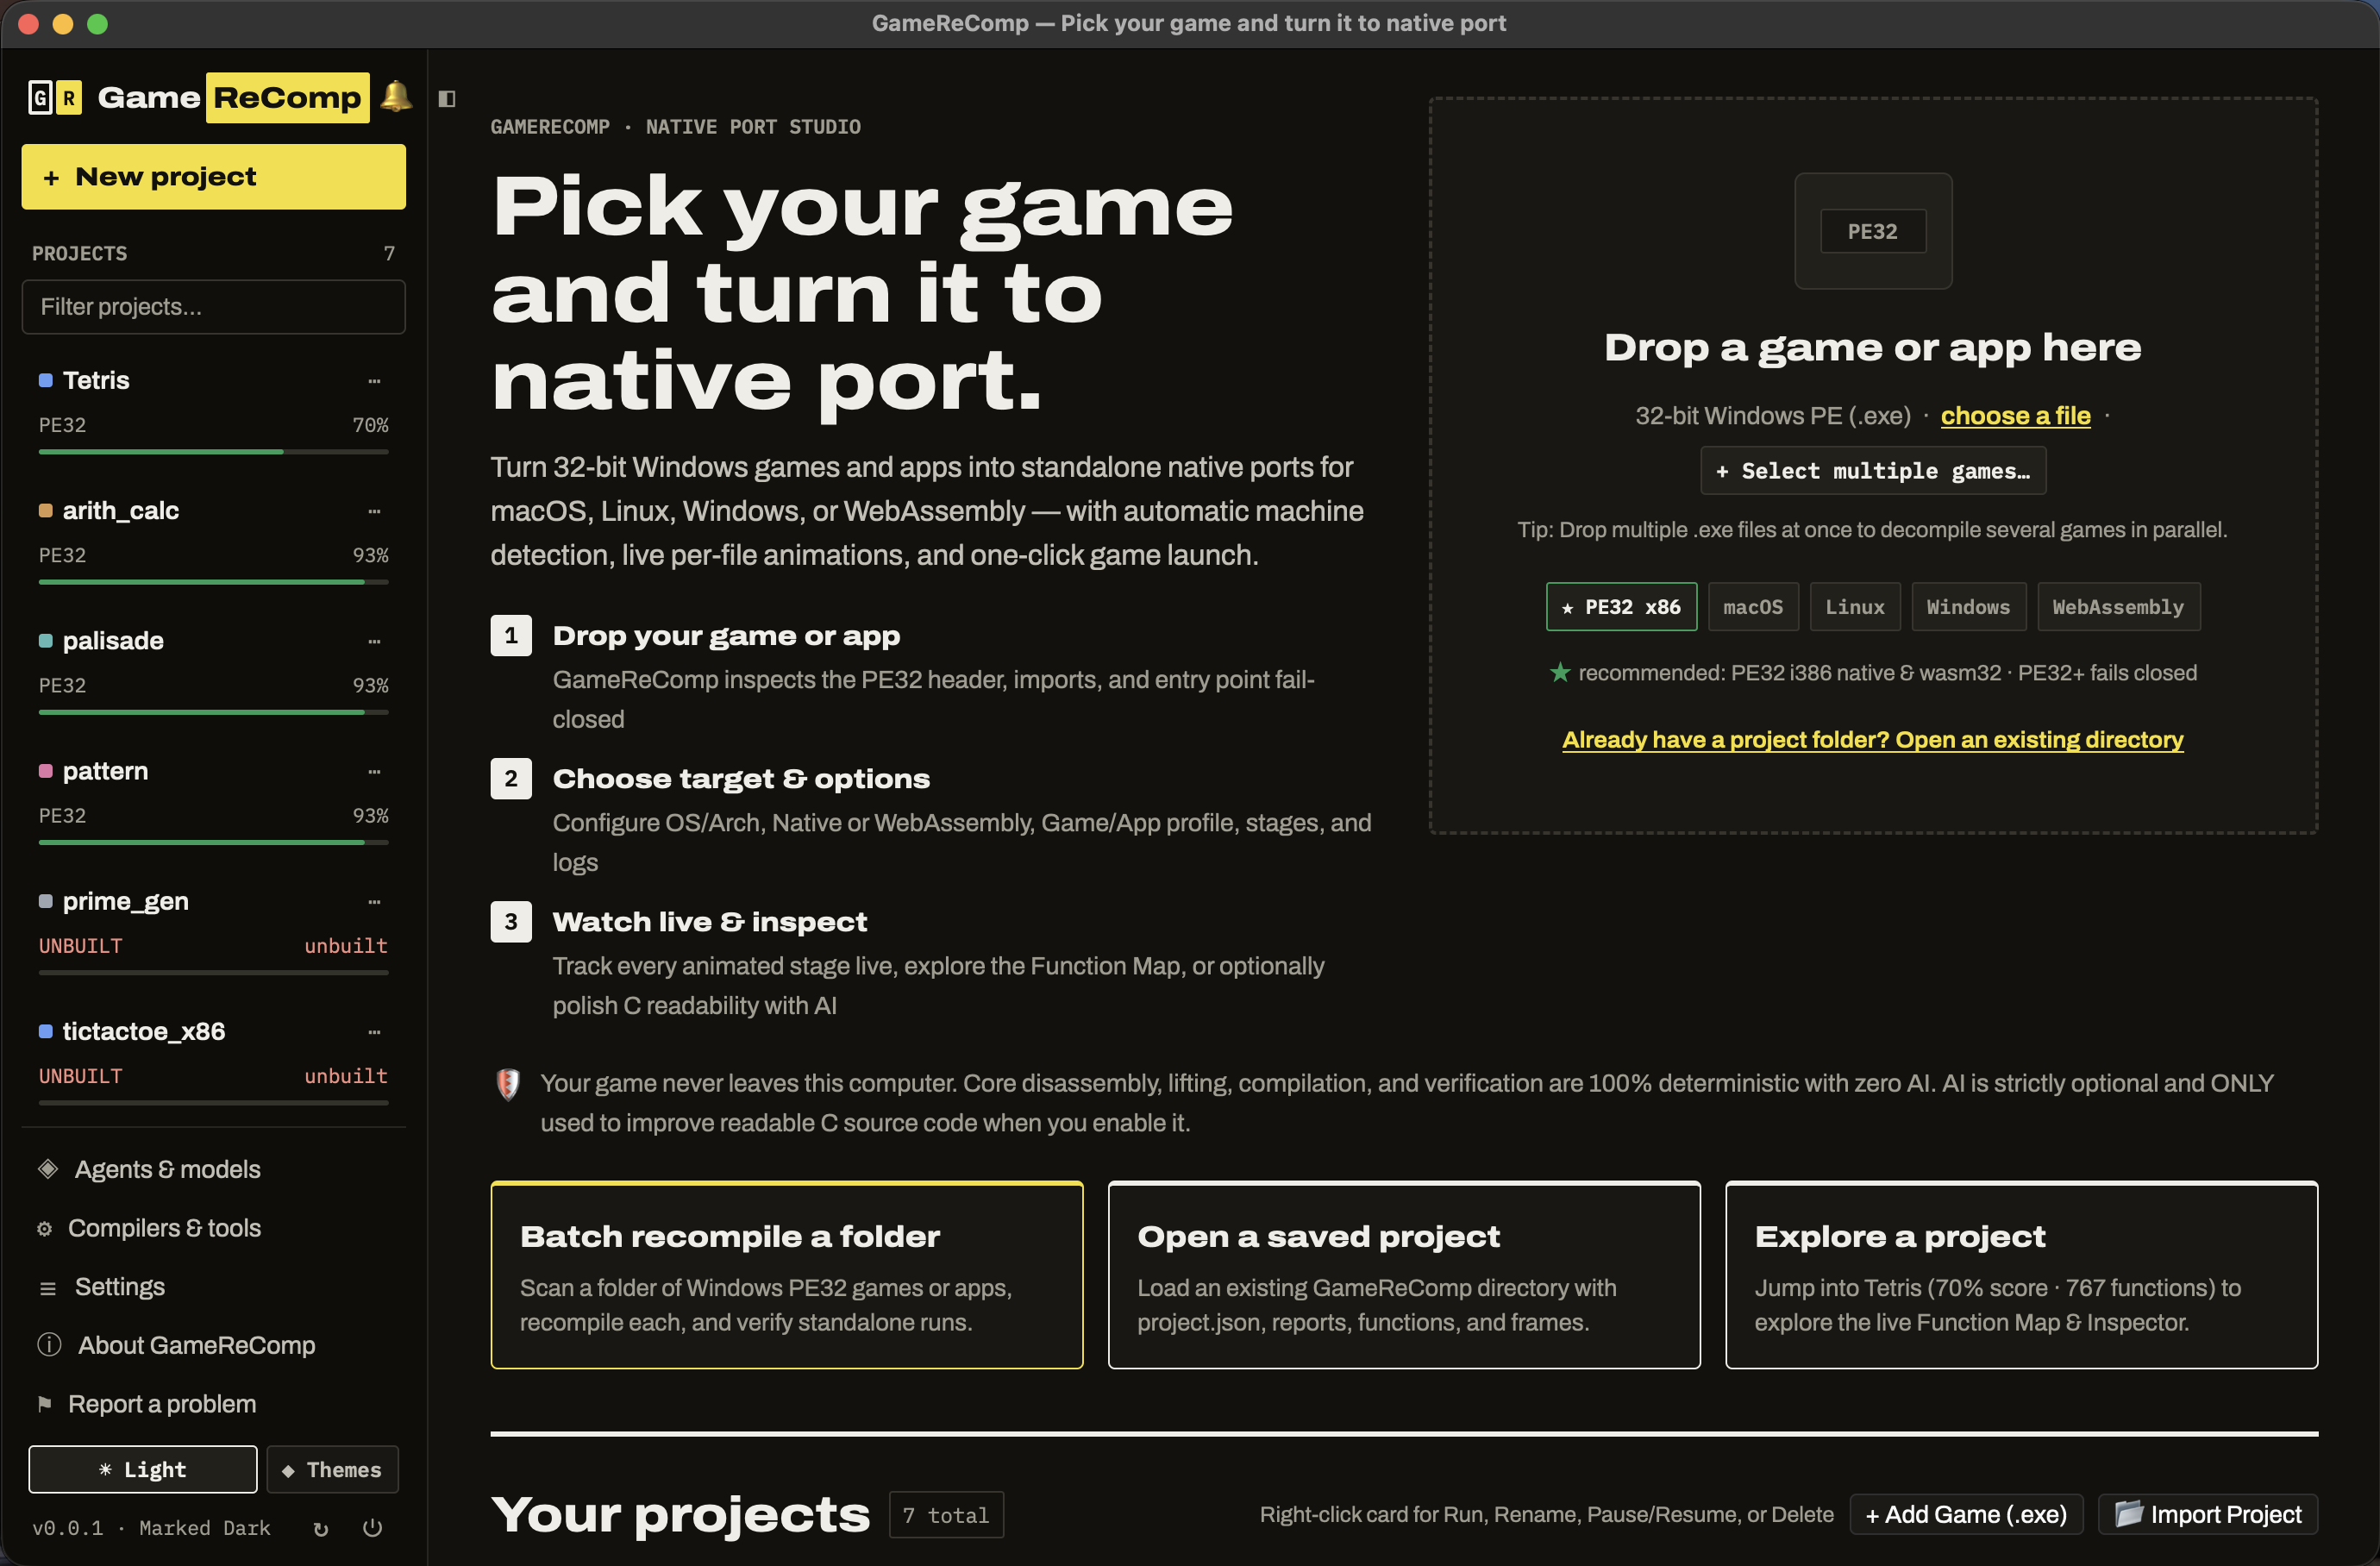 GameReComp — Pick your game and turn it to native port
GR Game ReComp
+ New project
PROJECTS 7
Filter projects...
Tetris ...
PE32 70%
arith_calc ...
PE32 93%
palisade ...
PE32 93%
pattern ...
PE32 93%
prime_gen ...
UNBUILT unbuilt
tictactoe_x86 ...
UNBUILT unbuilt
Agents & models
Compilers & tools
Settings
About GameReComp
Report a problem
Light
Themes
v0.0.1 · Marked Dark
GAMERECOMP · NATIVE PORT STUDIO
Pick your game
and turn it to
native port.
Turn 32-bit Windows games and apps into standalone native ports for
macOS, Linux, Windows, or WebAssembly — with automatic machine
detection, live per-file animations, and one-click game launch.
1 Drop your game or app
GameReComp inspects the PE32 header, imports, and entry point fail-
closed
2 Choose target & options
Configure OS/Arch, Native or WebAssembly, Game/App profile, stages, and
logs
3 Watch live & inspect
Track every animated stage live, explore the Function Map, or optionally
polish C readability with AI
PE32
Drop a game or app here
32-bit Windows PE (.exe) · choose a file ·
+ Select multiple games…
Tip: Drop multiple .exe files at once to decompile several games in parallel.
★ PE32 x86 macOS Linux Windows WebAssembly
★ recommended: PE32 i386 native & wasm32 · PE32+ fails closed
Already have a project folder? Open an existing directory
Your game never leaves this computer. Core disassembly, lifting, compilation, and verification are 100% deterministic with zero AI. AI is strictly optional and ONLY
used to improve readable C source code when you enable it.
Batch recompile a folder
Scan a folder of Windows PE32 games or apps,
recompile each, and verify standalone runs.
Open a saved project
Load an existing GameReComp directory with
project.json, reports, functions, and frames.
Explore a project
Jump into Tetris (70% score · 767 functions) to
explore the live Function Map & Inspector.
Your projects 7 total
Right-click card for Run, Rename, Pause/Resume, or Delete
+ Add Game (.exe)
Import Project